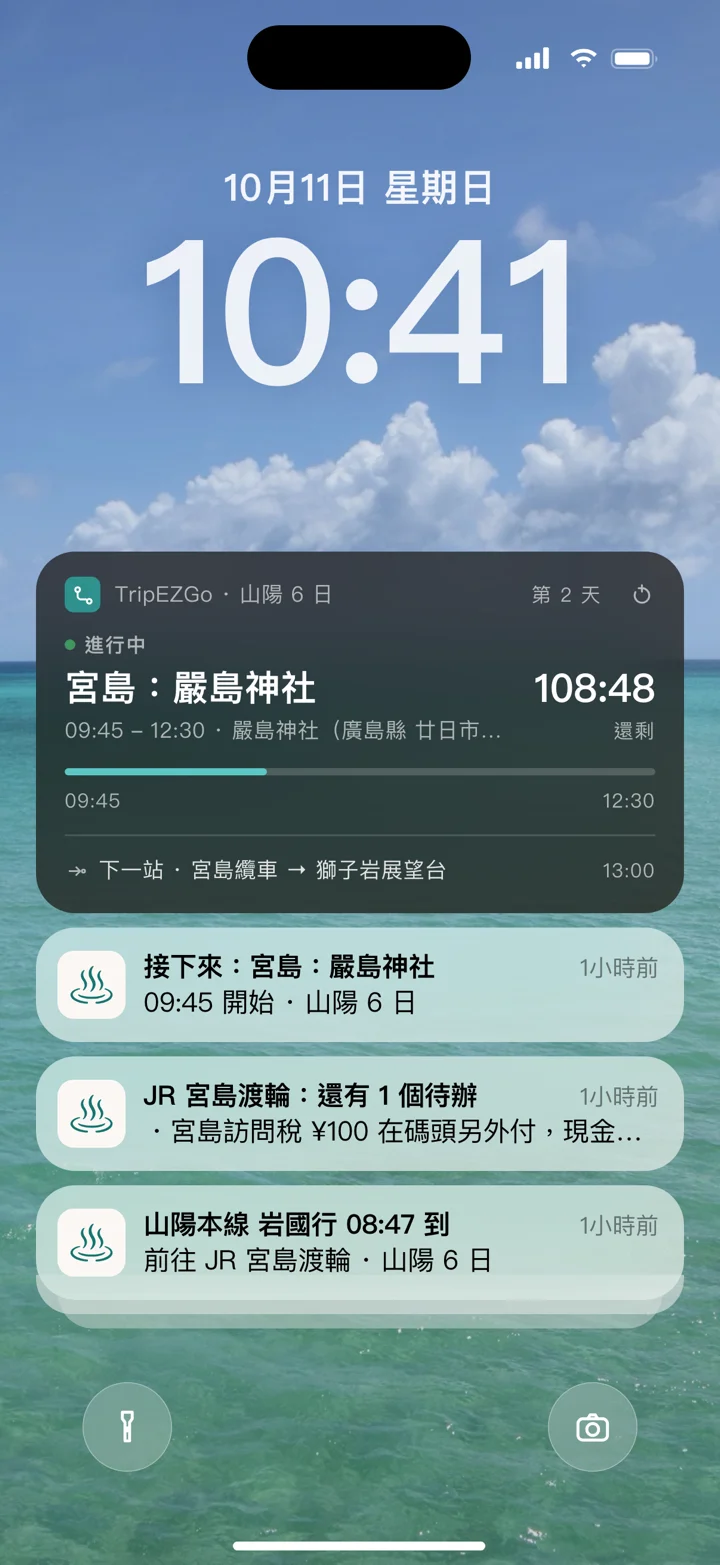 10月11日 星期日
10:41
TripEZGo · 山陽 6 日
第 2 天
進行中
宮島：嚴島神社
108:48
09:45 – 12:30 · 嚴島神社（廣島縣 廿日市…
還剩
09:45
12:30
下一站 · 宮島纜車 → 獅子岩展望台
13:00
接下來：宮島：嚴島神社
1小時前
09:45 開始 · 山陽 6 日
JR 宮島渡輪：還有 1 個待辦
1小時前
· 宮島訪問稅 ¥100 在碼頭另外付，現金…
山陽本線 岩國行 08:47 到
1小時前
前往 JR 宮島渡輪 · 山陽 6 日